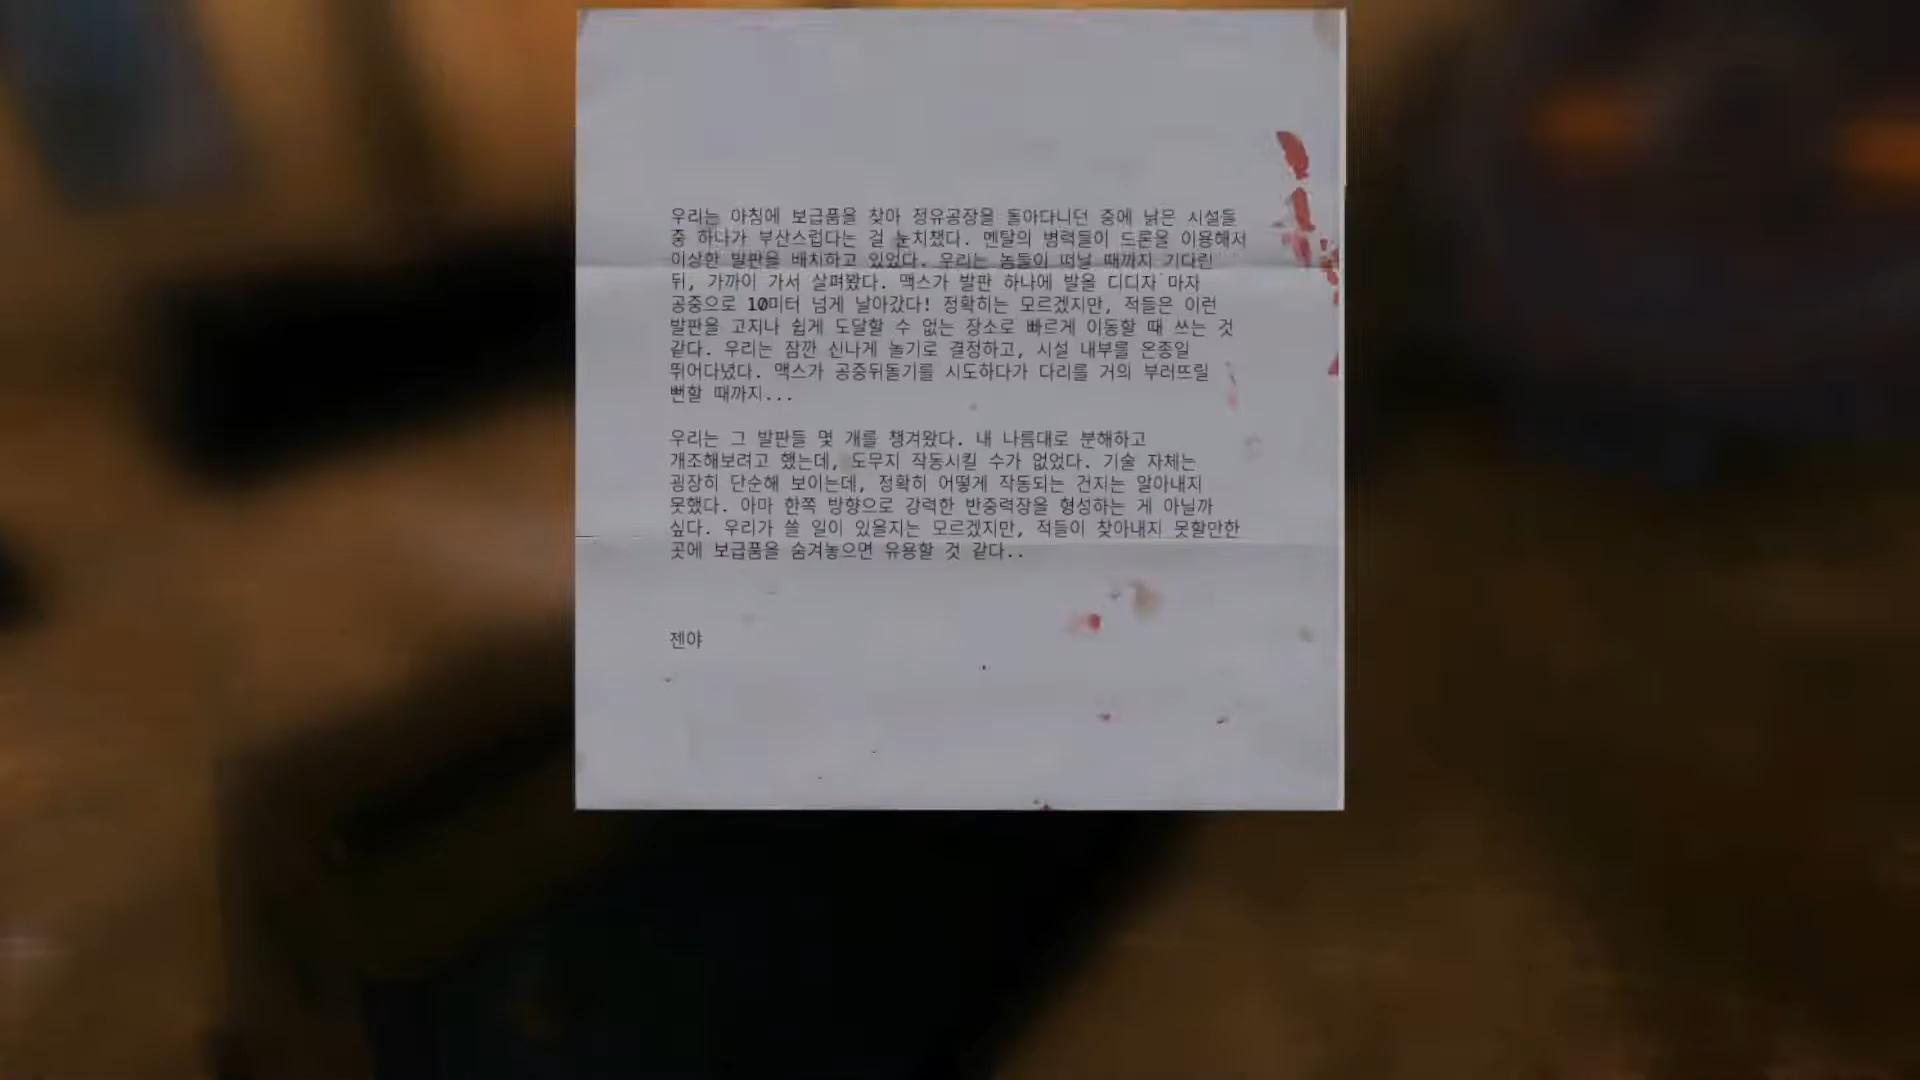 우리는 아침에 보급품을 찾아 정유공장을 돌아다니던 중에 낡은 시설들
중 하나가 부산스럽다는 걸 눈치챘다. 멘탈의 병력들이 드론을 이용해서
이상한 발판을 배치하고 있었다. 우리는 놈들이 떠날 때까지 기다린
뒤, 가까이 가서 살펴봤다. 맥스가 발판 하나에 발을 디디자 마자
공중으로 10미터 넘게 날아갔다! 정확히는 모르겠지만, 적들은 이런
발판을 고지나 쉽게 도달할 수 없는 장소로 빠르게 이동할 때 쓰는 것
같다. 우리는 잠깐 신나게 놀기로 결정하고, 시설 내부를 온종일
뛰어다녔다. 맥스가 공중뒤돌기를 시도하다가 다리를 거의 부러뜨릴
뻔할 때까지...
우리는 그 발판들 몇 개를 챙겨왔다. 내 나름대로 분해하고
개조해보려고 했는데, 도무지 작동시킬 수가 없었다. 기술 자체는
굉장히 단순해 보이는데, 정확히 어떻게 작동되는 건지는 알아내지
못했다. 아마 한쪽 방향으로 강력한 반중력장을 형성하는 게 아닐까
싶다. 우리가 쓸 일이 있을지는 모르겠지만, 적들이 찾아내지 못할만한
곳에 보급품을 숨겨놓으면 유용할 것 같다..
젠야